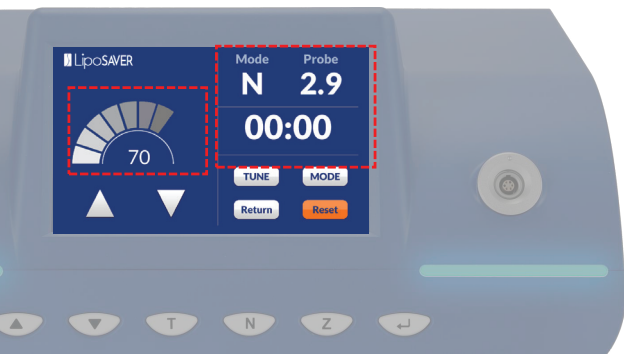 LipoSAVER
Mode Probe
N 2.9
00:00
70
TUNE MODE
Return Reset
T N Z